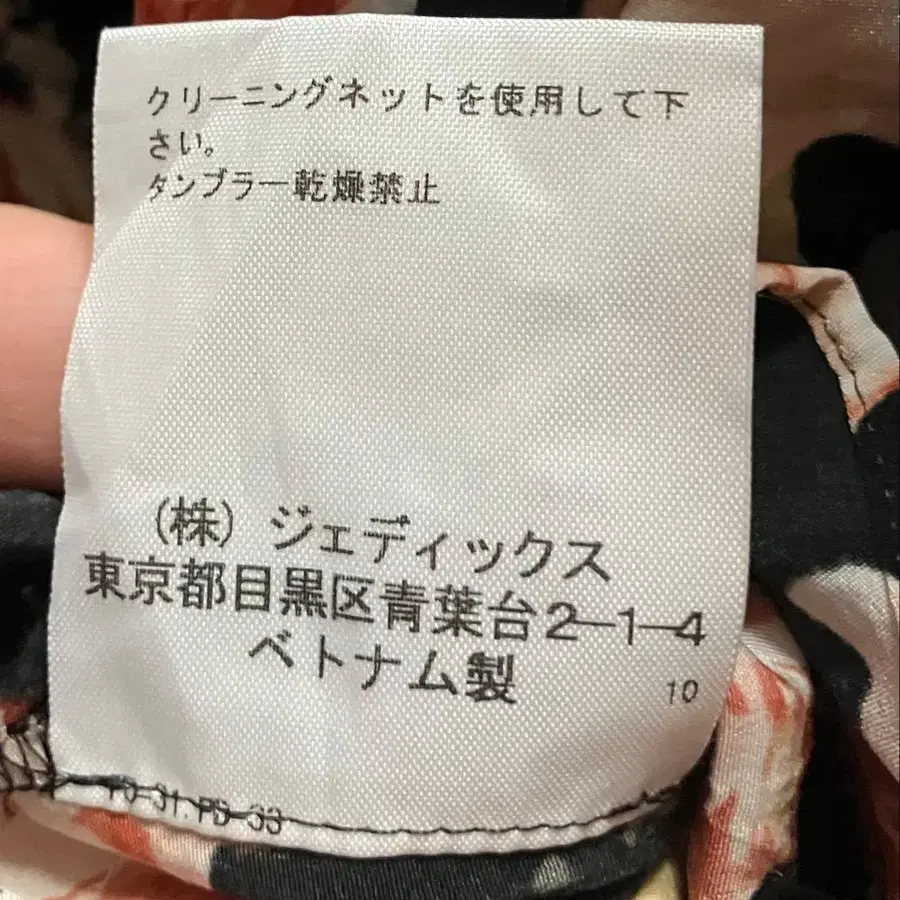 クリーニングネットを使用して下
さい。
タンブラー乾燥禁止
(株) ジェディックス
東京都目黒区青葉台2-1-4
ベトナム製
10